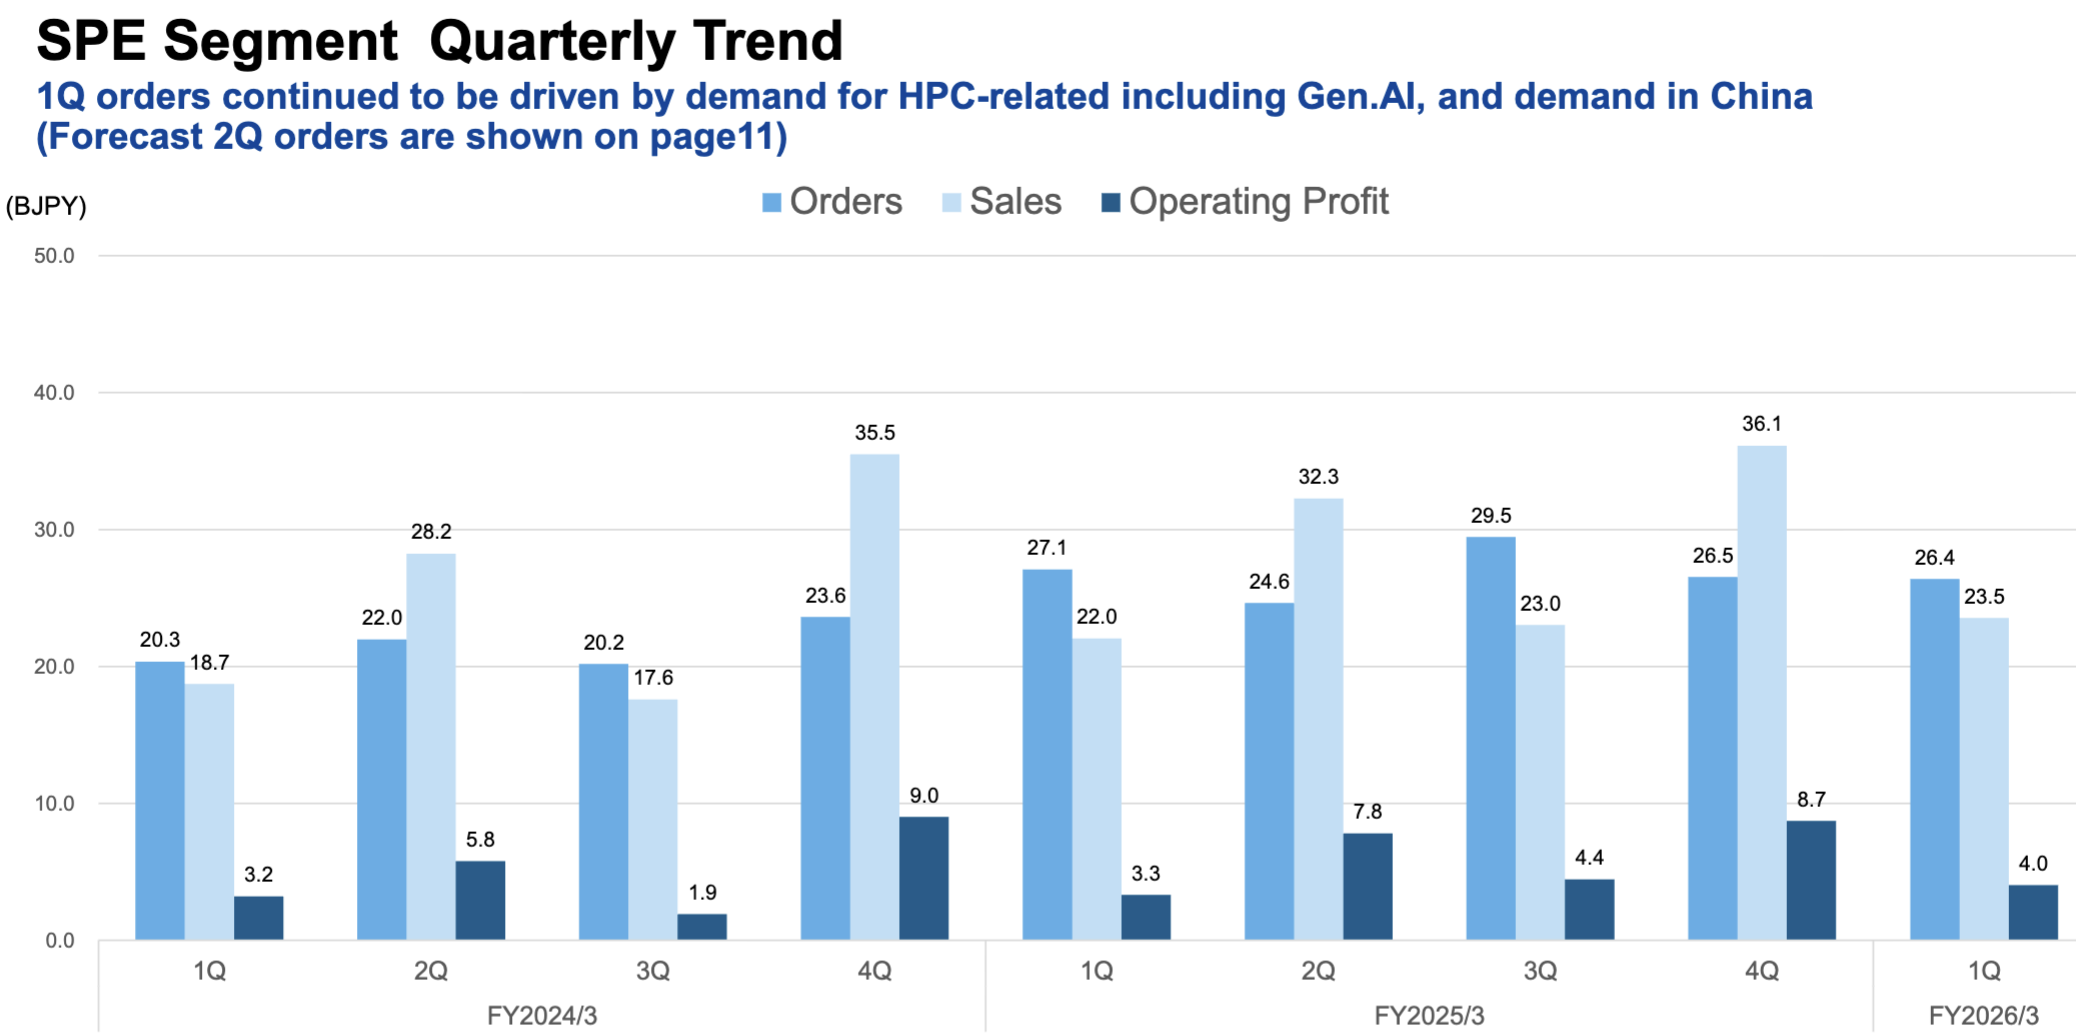 SPE Segment  Quarterly Trend
1Q orders continued to be driven by demand for HPC-related including Gen.AI, and demand in China
(Forecast 2Q orders are shown on page11)
(BJPY)
Orders Sales Operating Profit
50.0
40.0
30.0
20.0
10.0
0.0
20.3 18.7 3.2
22.0 28.2 5.8
20.2 17.6 1.9
23.6 35.5 9.0
27.1 22.0 3.3
24.6 32.3 7.8
29.5 23.0 4.4
26.5 36.1 8.7
26.4 23.5 4.0
1Q 2Q 3Q 4Q 1Q 2Q 3Q 4Q 1Q
FY2024/3 FY2025/3 FY2026/3